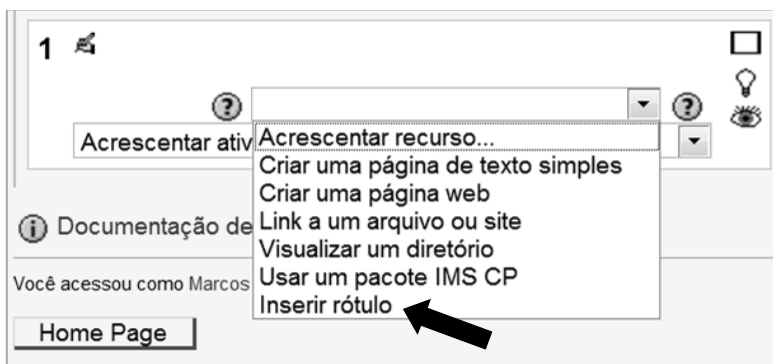 1
Acrescentar ativ
Acrescentar recurso...
Criar uma página de texto simples
Criar uma página web
Link a um arquivo ou site
Visualizar um diretório
Usar um pacote IMS CP
Inserir rótulo
Documentação de
Você acessou como Marcos
Home Page